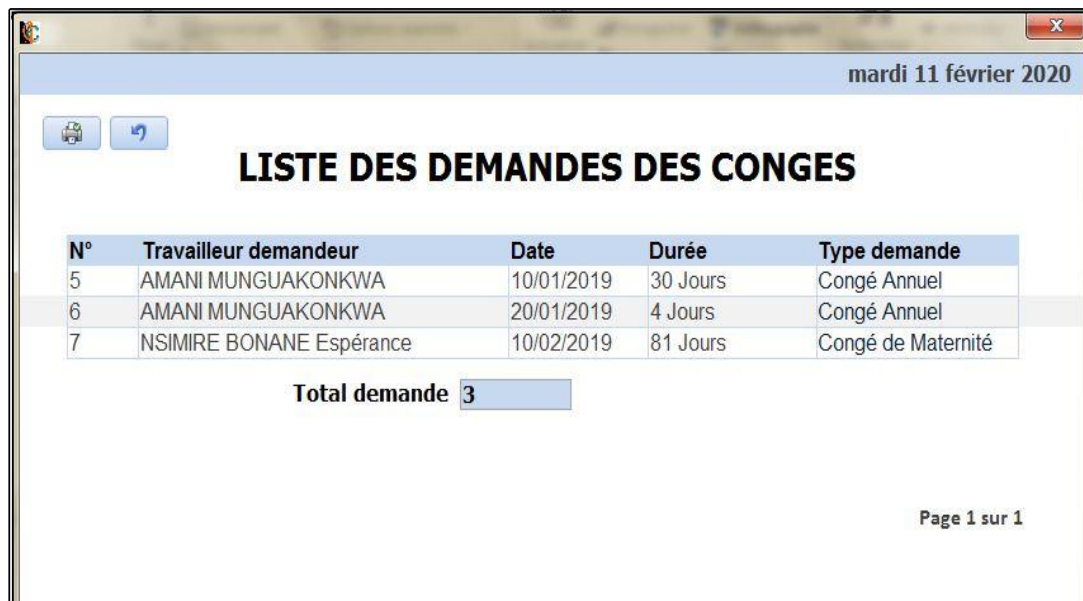 mardi 11 février 2020
LISTE DES DEMANDES DES CONGES
N° Travailleur demandeur Date Durée Type demande
5 AMANI MUNGUAKONKWA 10/01/2019 30 Jours Congé Annuel
6 AMANI MUNGUAKONKWA 20/01/2019 4 Jours Congé Annuel
7 NSIMIRE BONANE Espérance 10/02/2019 81 Jours Congé de Maternité
Total demande 3
Page 1 sur 1